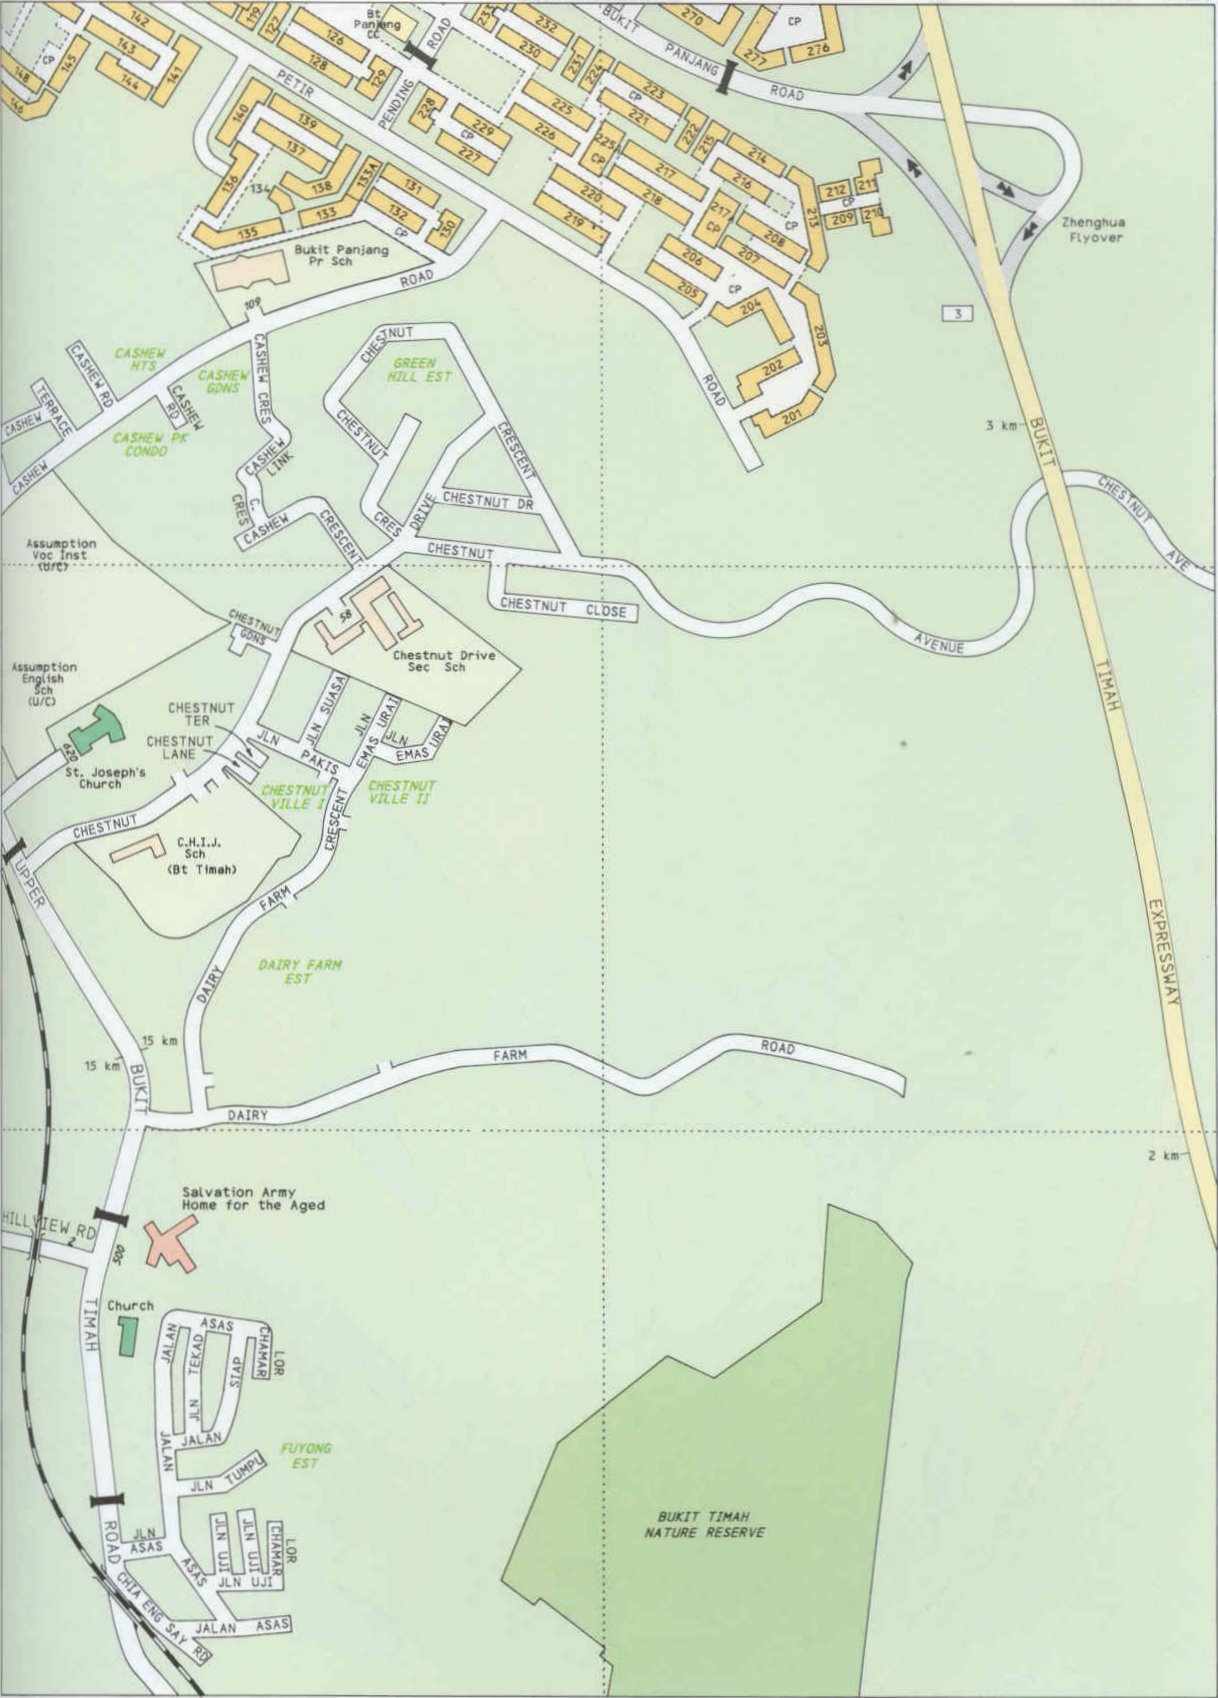 142
143
144
141
145
148
146
CP
119
127
126
128
129
Bt
Panjang
CC
ROAD
PENDING
PETIR
233
232
230
231
224
223
CP
221
222
215
214
216
BUKIT
PANJANG
ROAD
270
CP
277
276
228
229
CP
227
225
226
225
CP
217
218
220
219
217
CP
213
CP
208
207
206
205
CP
204
203
202
201
212
211
CP
209
210
140
139
137
136
134
138
133A
133
135
131
132
CP
130
Bukit Panjang
Pr Sch
109
ROAD
ROAD
Zhenghua
Flyover
3
3 km
BUKIT
TIMAH
EXPRESSWAY
2 km
CASHEW
HTS
CASHEW
GDNS
CASHEW RD
CASHEW
RD
CASHEW
TERRACE
CASHEW
CASHEW PK
CONDO
CASHEW CRES
CASHEW
LINK
C.
CRES
CASHEW
CRESCENT
CHESTNUT
GREEN
HILL EST
CHESTNUT
CRES
CRESCENT
DRIVE
CHESTNUT DR
CHESTNUT
CHESTNUT CLOSE
AVENUE
CHESTNUT
AVE
Assumption
Voc Inst
(U/C)
Assumption
English
Sch
(U/C)
CHESTNUT
GDNS
58
Chestnut Drive
Sec Sch
620
St. Joseph's
Church
CHESTNUT
TER
CHESTNUT
LANE
JLN
PAKIS
JLN SUASA
JLN
EMAS URAI
JLN
EMAS URAI
CHESTNUT
VILLE I
CHESTNUT
VILLE II
CHESTNUT
C.H.I.J.
Sch
(Bt Timah)
CRESCENT
FARM
DAIRY
DAIRY FARM
EST
UPPER
15 km
15 km
BUKIT
DAIRY
FARM
ROAD
Salvation Army
Home for the Aged
HILLVIEW RD
2
500
TIMAH
Church
JALAN
ASAS
JLN TEKAD
SIAP
CHAMAR
LOR
JALAN
JALAN
JLN
TUMPU
FUYONG
EST
ROAD
JLN
ASAS
ASAS
JLN UJI
JLN UJI
CHAMAR
LOR
JLN UJI
CHIA ENG SAY RD
JALAN ASAS
BUKIT TIMAH
NATURE RESERVE